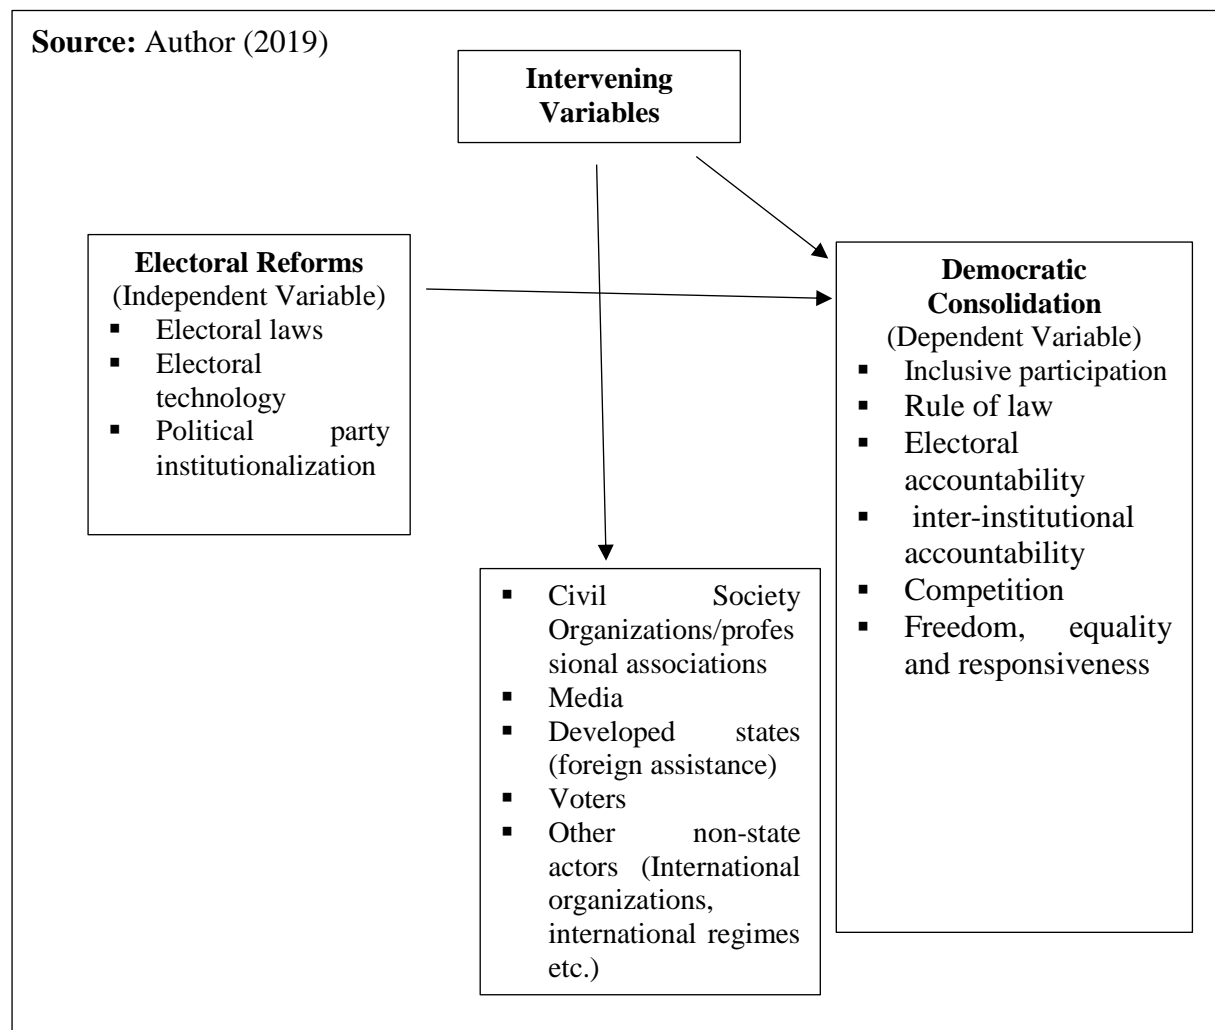 Source: Author (2019)
Intervening
Variables
Electoral Reforms
(Independent Variable)
▪ Electoral laws
▪ Electoral
technology
▪ Political party
institutionalization
Democratic
Consolidation
(Dependent Variable)
▪ Inclusive participation
▪ Rule of law
▪ Electoral
accountability
▪ inter-institutional
accountability
▪ Competition
▪ Freedom, equality
and responsiveness
▪ Civil Society
Organizations/profes
sional associations
▪ Media
▪ Developed states
(foreign assistance)
▪ Voters
▪ Other non-state
actors (International
organizations,
international regimes
etc.)